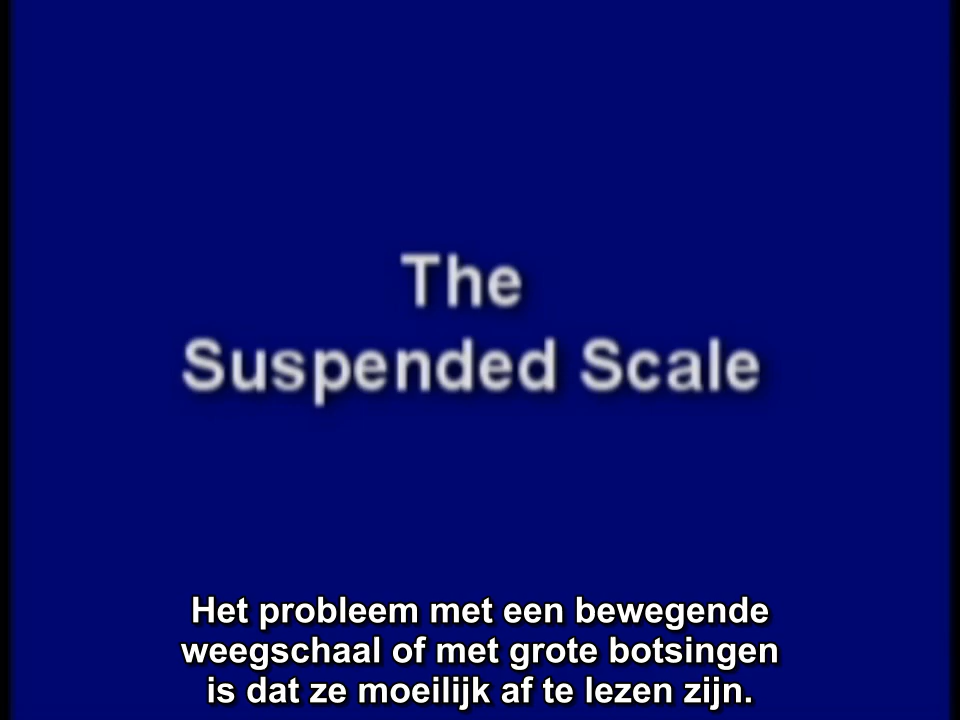 The
Suspended Scale
Het probleem met een bewegende
weegschaal of met grote botsingen
is dat ze moeilijk af te lezen zijn.